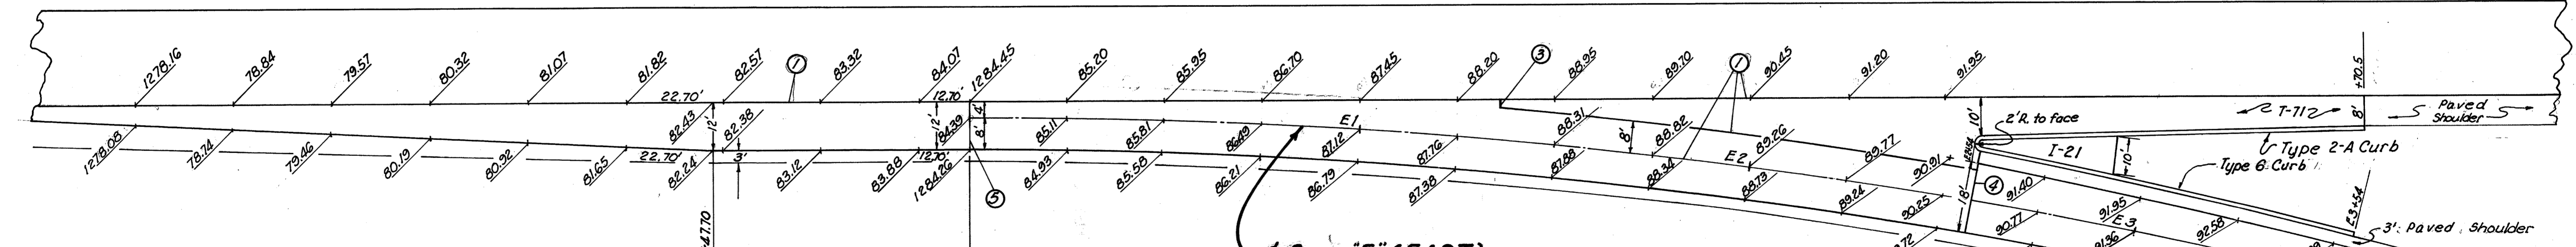 1278.16 78.84 79.57 80.32 81.07 81.82 82.57 ① 83.32 84.07 1284.45 85.20 85.95 86.70 87.45 88.20 ③ 88.95 89.70 ① 90.45 91.20 91.95 +70.5
22.70' 12.70'
82.43 12' 82.38 12' 4' 8' 84.39 85.11 85.81 86.49 E1 87.12 87.76 88.31 8' 88.82 E2 89.26 89.77 90.91 10'
2'R. to face
T-712 8'
Paved
Shoulder
Type 2-A Curb
I-21 10'
Type 6 Curb
1278.08 78.74 79.46 80.19 80.92 81.65 22.70' 82.24 3' 83.12 83.88 12.70' 1284.26 ⑤ 84.93 85.58 86.21 86.79 87.38 87.88 88.34 88.73 89.24 90.25 18' ④ 91.40 91.95 92.58
90.77 91.36 E3
E3+54
3' Paved Shoulder
47.70